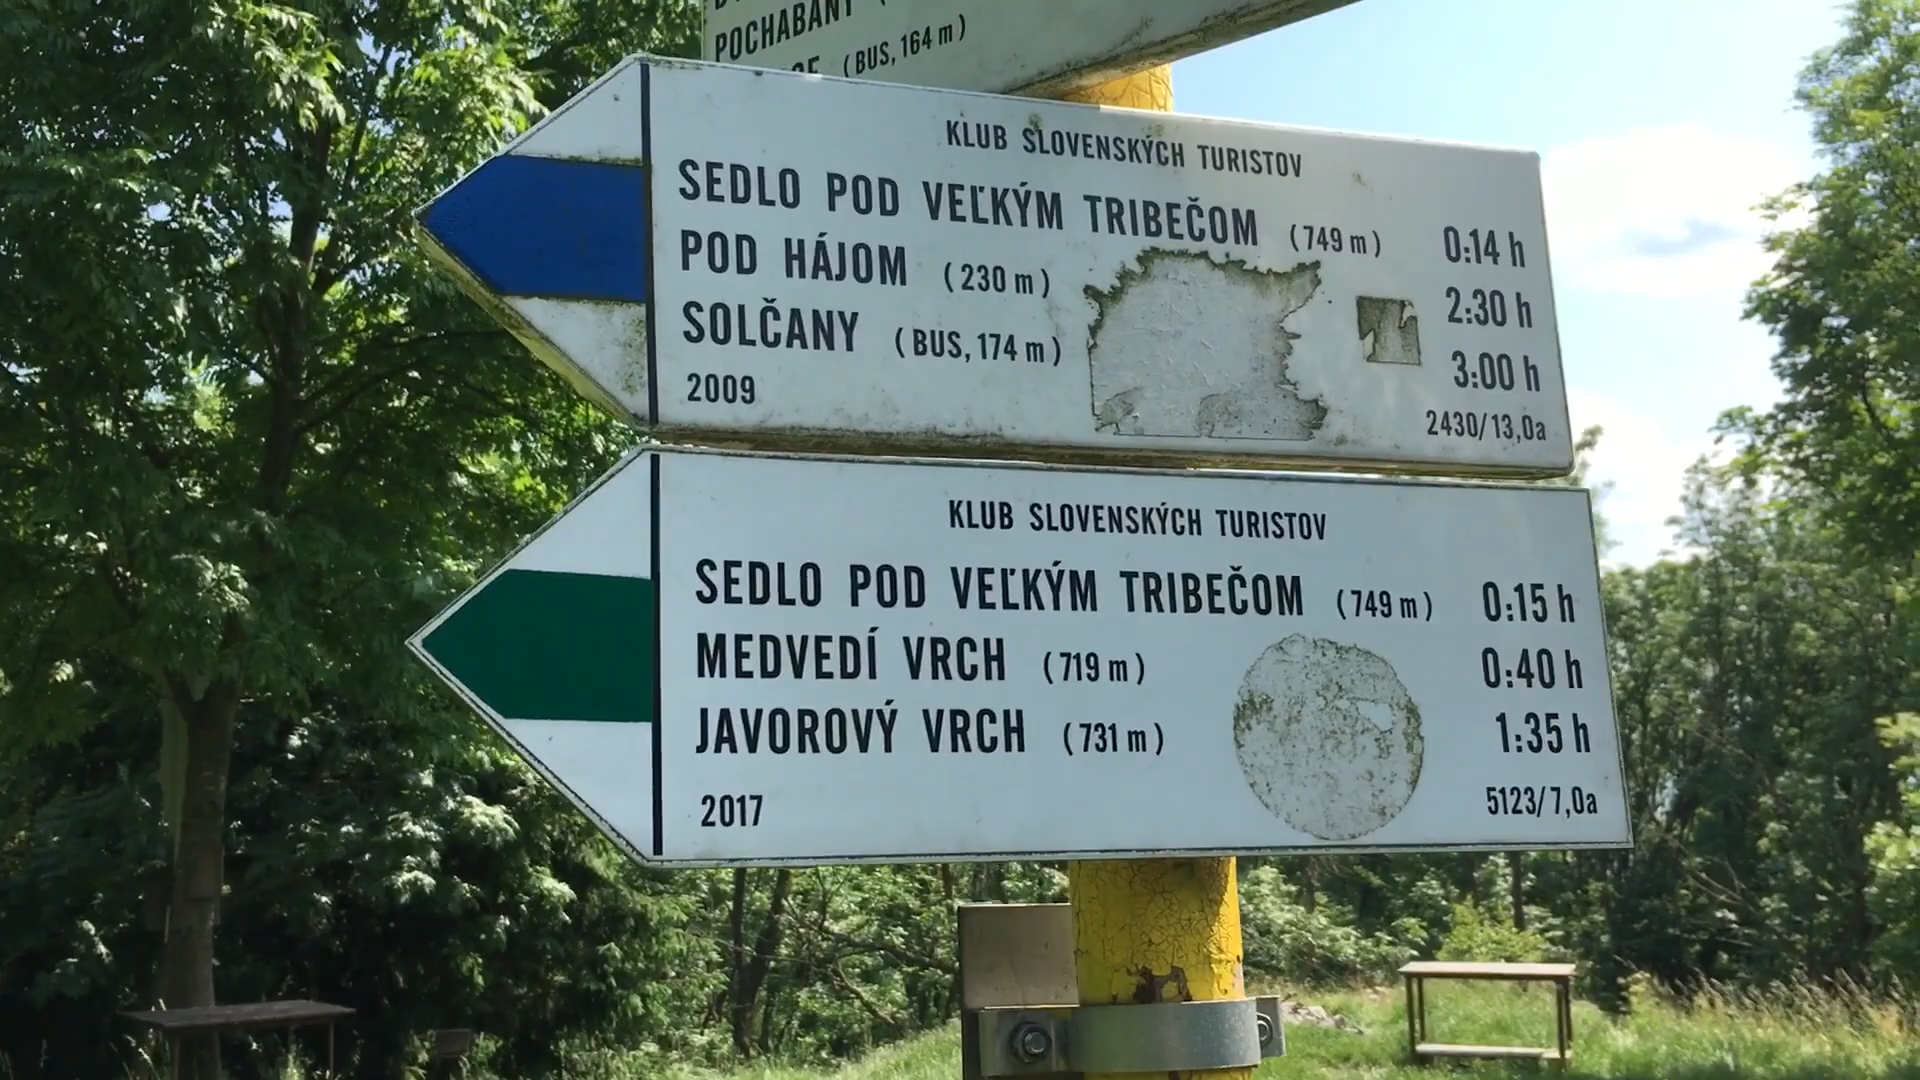 POCHABANY
(BUS, 164 m)
KLUB SLOVENSKÝCH TURISTOV
SEDLO POD VEĽKÝM TRIBEČOM (749 m) 0:14 h
POD HÁJOM (230 m) 2:30 h
SOLČANY (BUS, 174 m) 3:00 h
2009 2430/13,0a
KLUB SLOVENSKÝCH TURISTOV
SEDLO POD VEĽKÝM TRIBEČOM (749 m) 0:15 h
MEDVEDÍ VRCH (719 m) 0:40 h
JAVOROVÝ VRCH (731 m) 1:35 h
2017 5123/7,0a